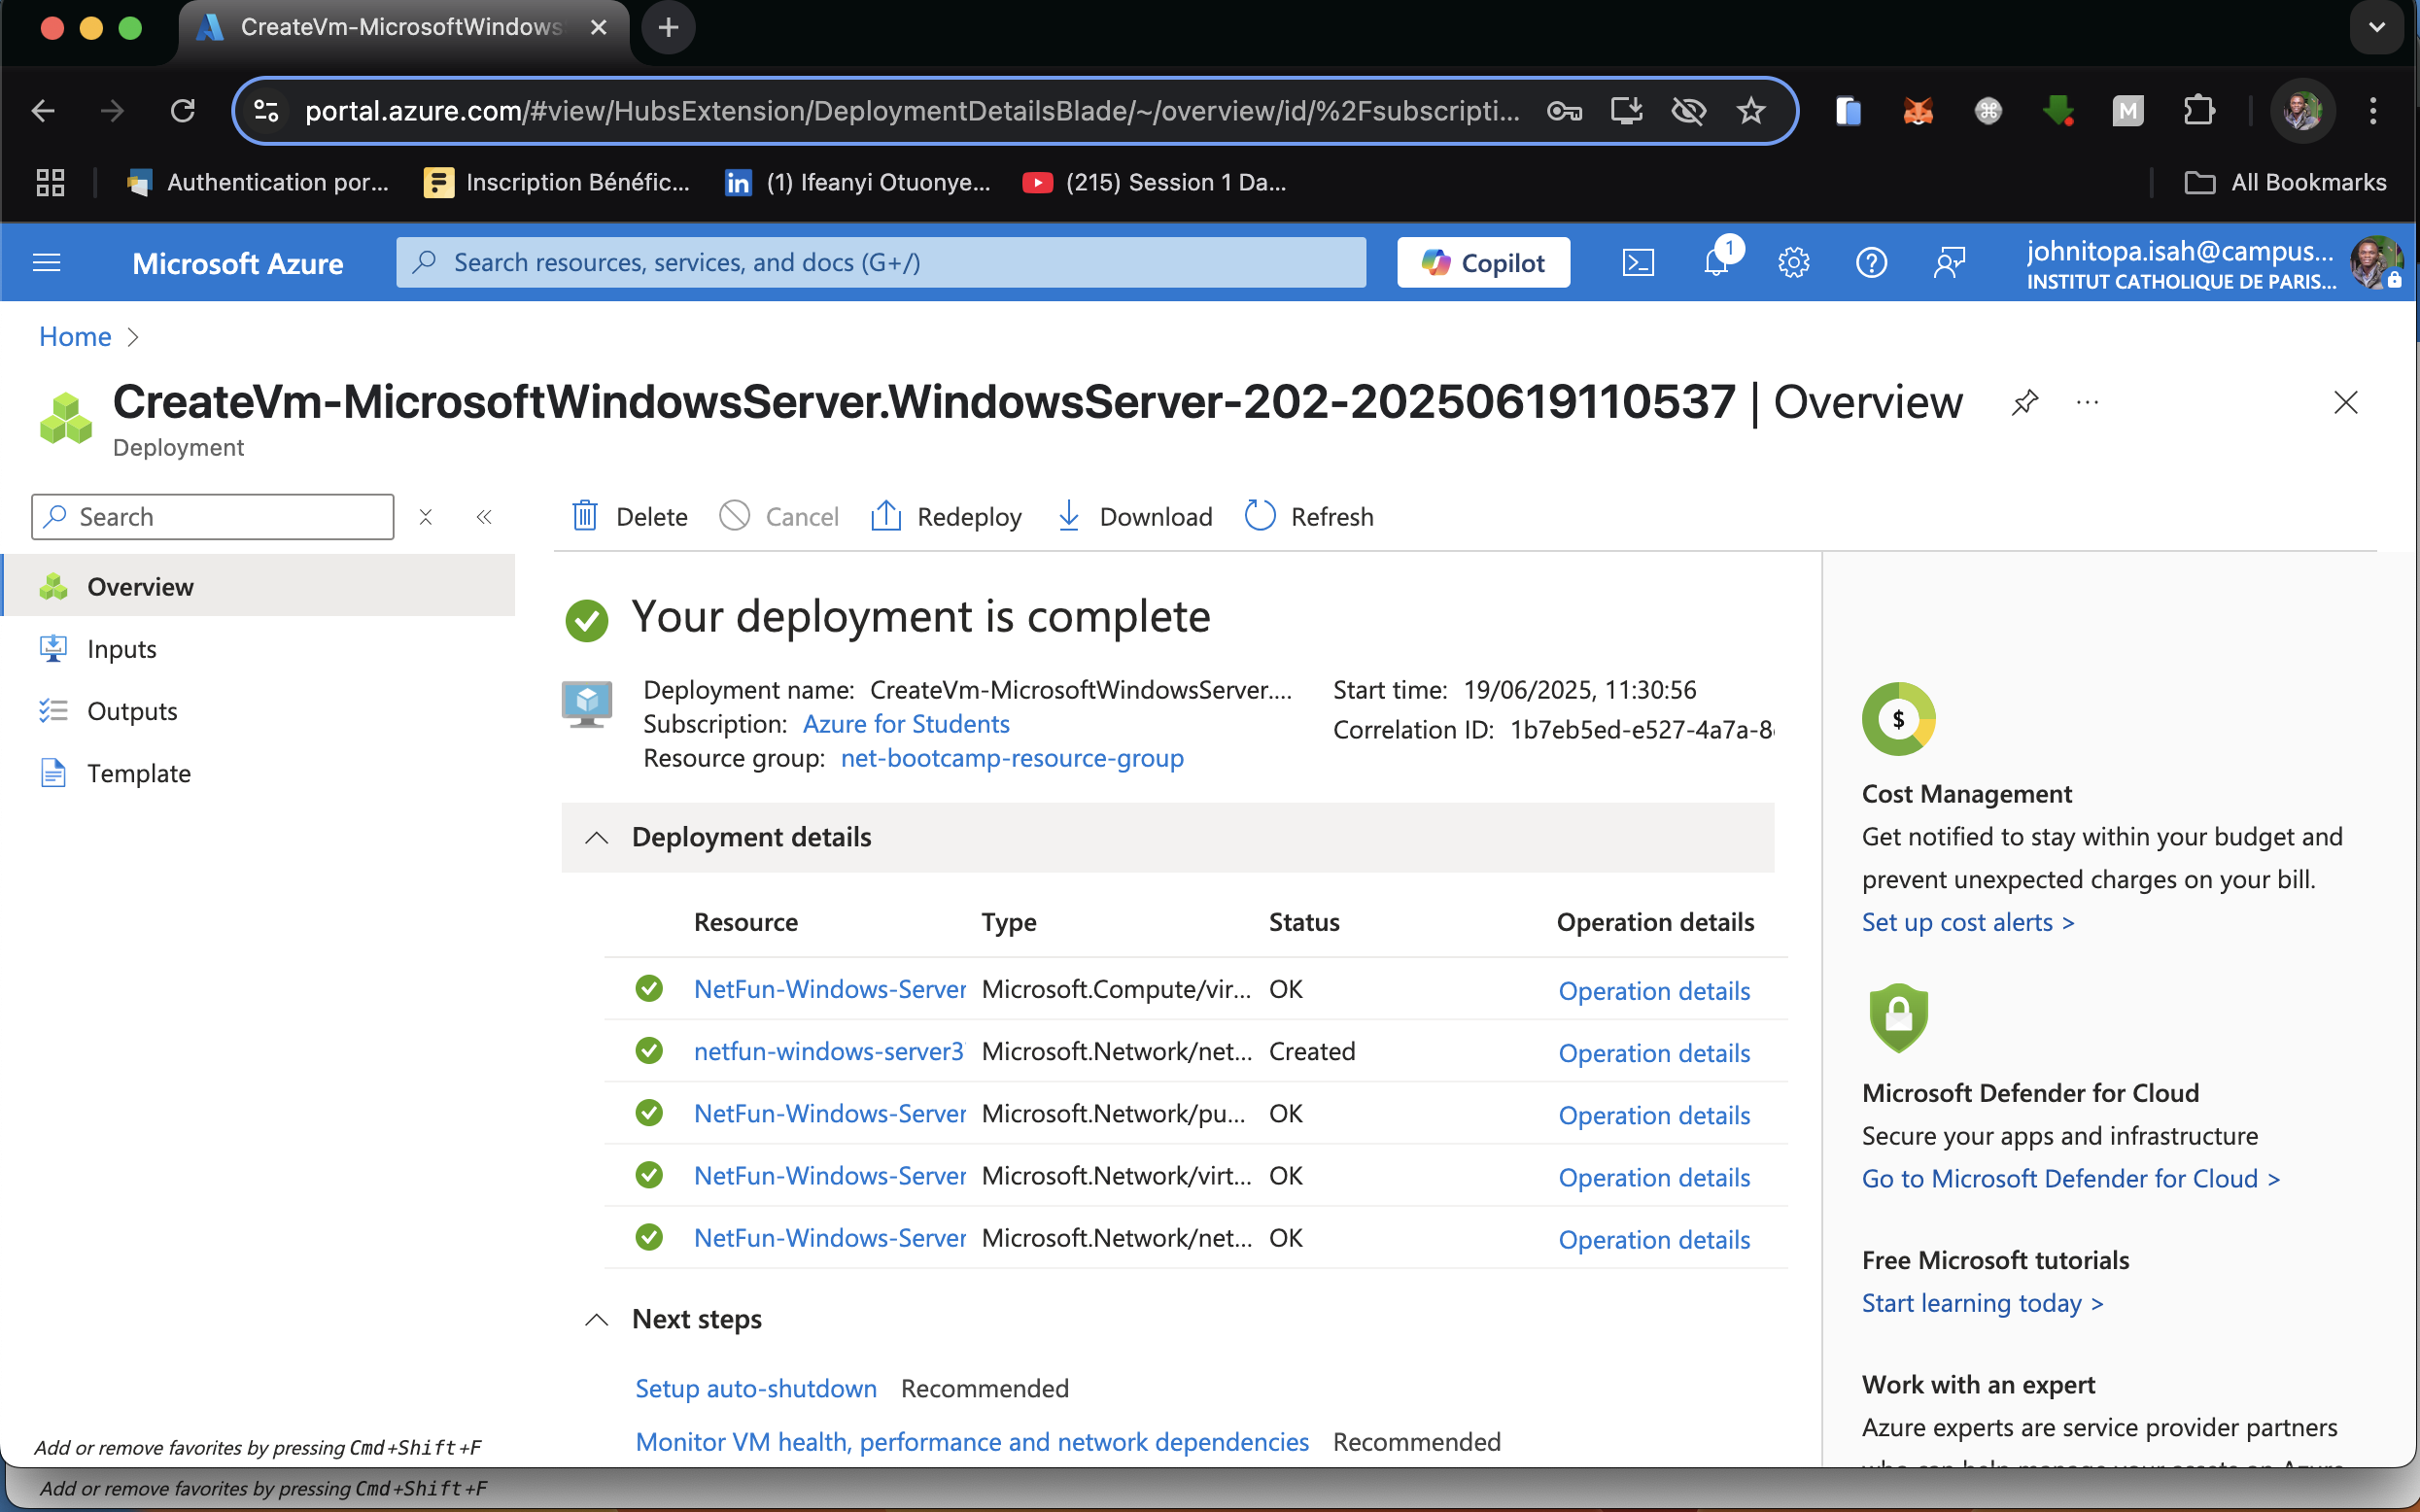 CreateVm-MicrosoftWindows
portal.azure.com/#view/HubsExtension/DeploymentDetailsBlade/~/overview/id/%2Fsubscripti...
M
Authentication por...
Inscription Bénéfic...
(1) Ifeanyi Otuonye...
(215) Session 1 Da...
All Bookmarks
Microsoft Azure
Search resources, services, and docs (G+/)
Copilot
1
johnitopa.isah@campus...
INSTITUT CATHOLIQUE DE PARIS...
Home
CreateVm-MicrosoftWindowsServer.WindowsServer-202-20250619110537 | Overview
Deployment
Search
Delete
Cancel
Redeploy
Download
Refresh
Overview
Inputs
Outputs
Template
Your deployment is complete
Deployment name: CreateVm-MicrosoftWindowsServer....
Subscription: Azure for Students
Resource group: net-bootcamp-resource-group
Start time: 19/06/2025, 11:30:56
Correlation ID: 1b7eb5ed-e527-4a7a-8
Deployment details
Resource Type Status Operation details
NetFun-Windows-Server Microsoft.Compute/vir... OK Operation details
netfun-windows-server3 Microsoft.Network/net... Created Operation details
NetFun-Windows-Server Microsoft.Network/pu... OK Operation details
NetFun-Windows-Server Microsoft.Network/virt... OK Operation details
NetFun-Windows-Server Microsoft.Network/net... OK Operation details
Next steps
Setup auto-shutdown Recommended
Monitor VM health, performance and network dependencies Recommended
Cost Management
Get notified to stay within your budget and
prevent unexpected charges on your bill.
Set up cost alerts >
Microsoft Defender for Cloud
Secure your apps and infrastructure
Go to Microsoft Defender for Cloud >
Free Microsoft tutorials
Start learning today >
Work with an expert
Azure experts are service provider partners
Add or remove favorites by pressing Cmd+Shift+F
Add or remove favorites by pressing Cmd+Shift+F